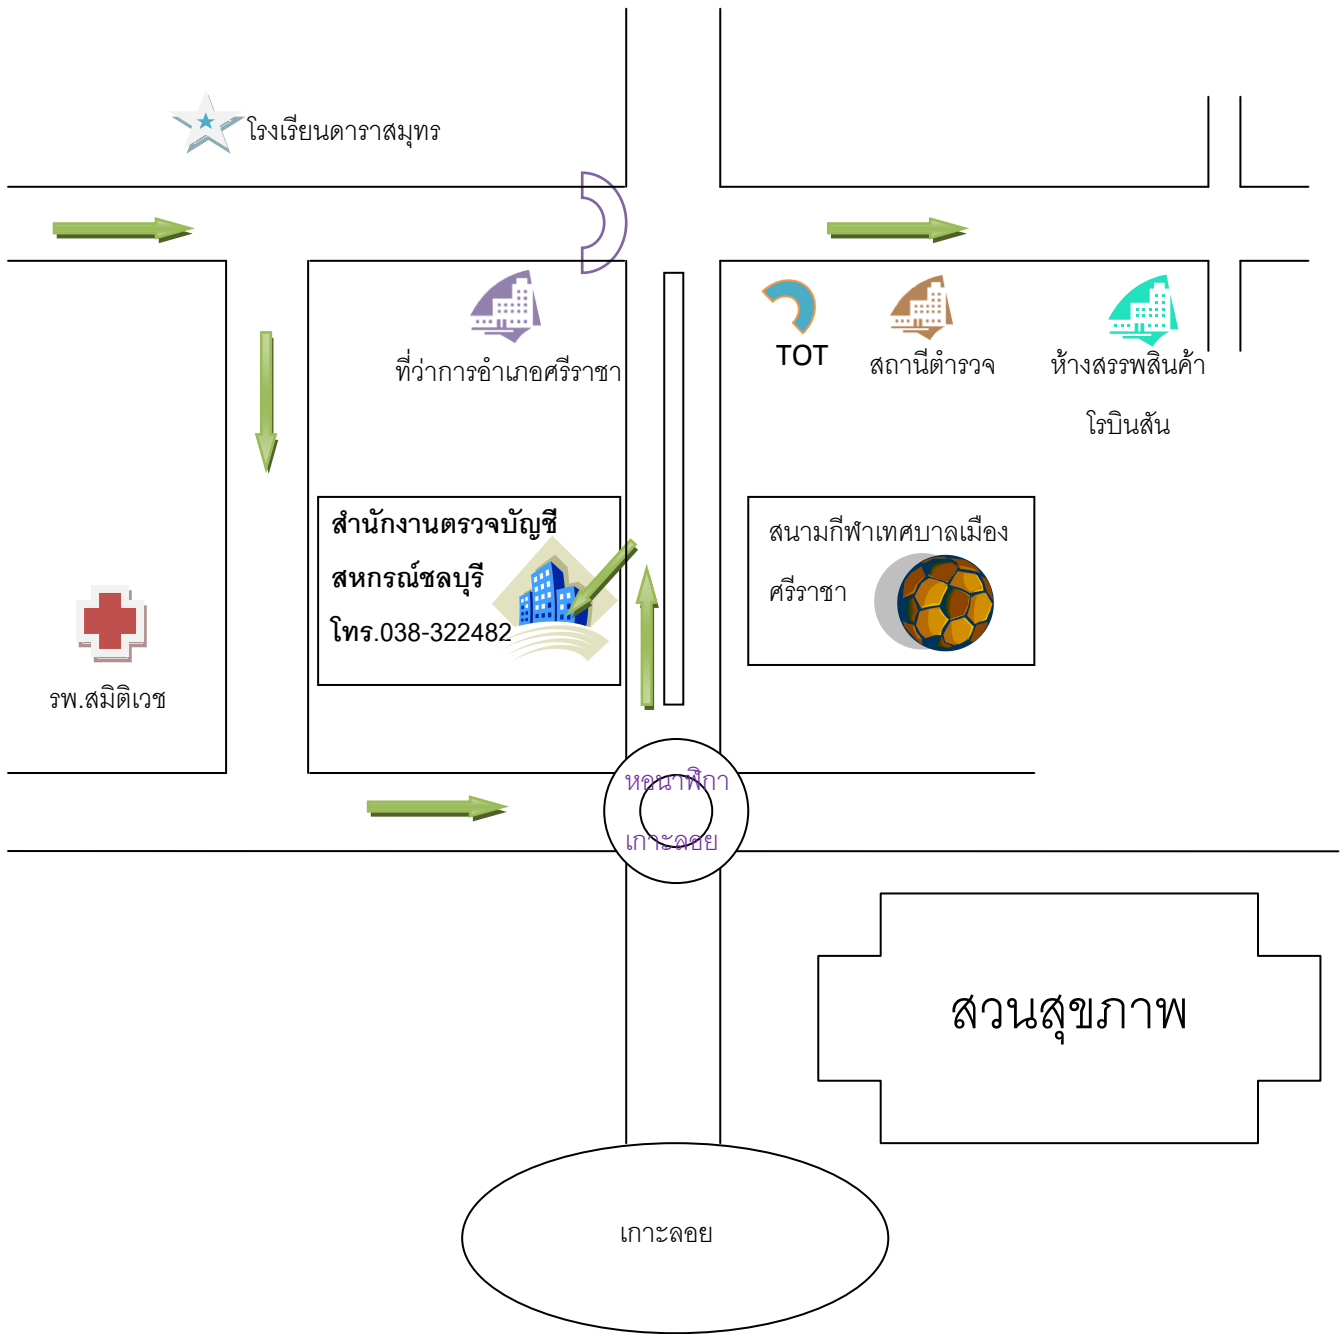 โรงเรียนดาราสมุทร
ที่ว่าการอำเภอศรีราชา
TOT
สถานีตำรวจ
ห้างสรรพสินค้า
โรบินสัน
สำนักงานตรวจบัญชี
สหกรณ์ชลบุรี
โทร.038-322482
สนามกีฬาเทศบาลเมือง
ศรีราชา
รพ.สมิติเวช
หอนาฬิกา
เกาะลอย
สวนสุขภาพ
เกาะลอย